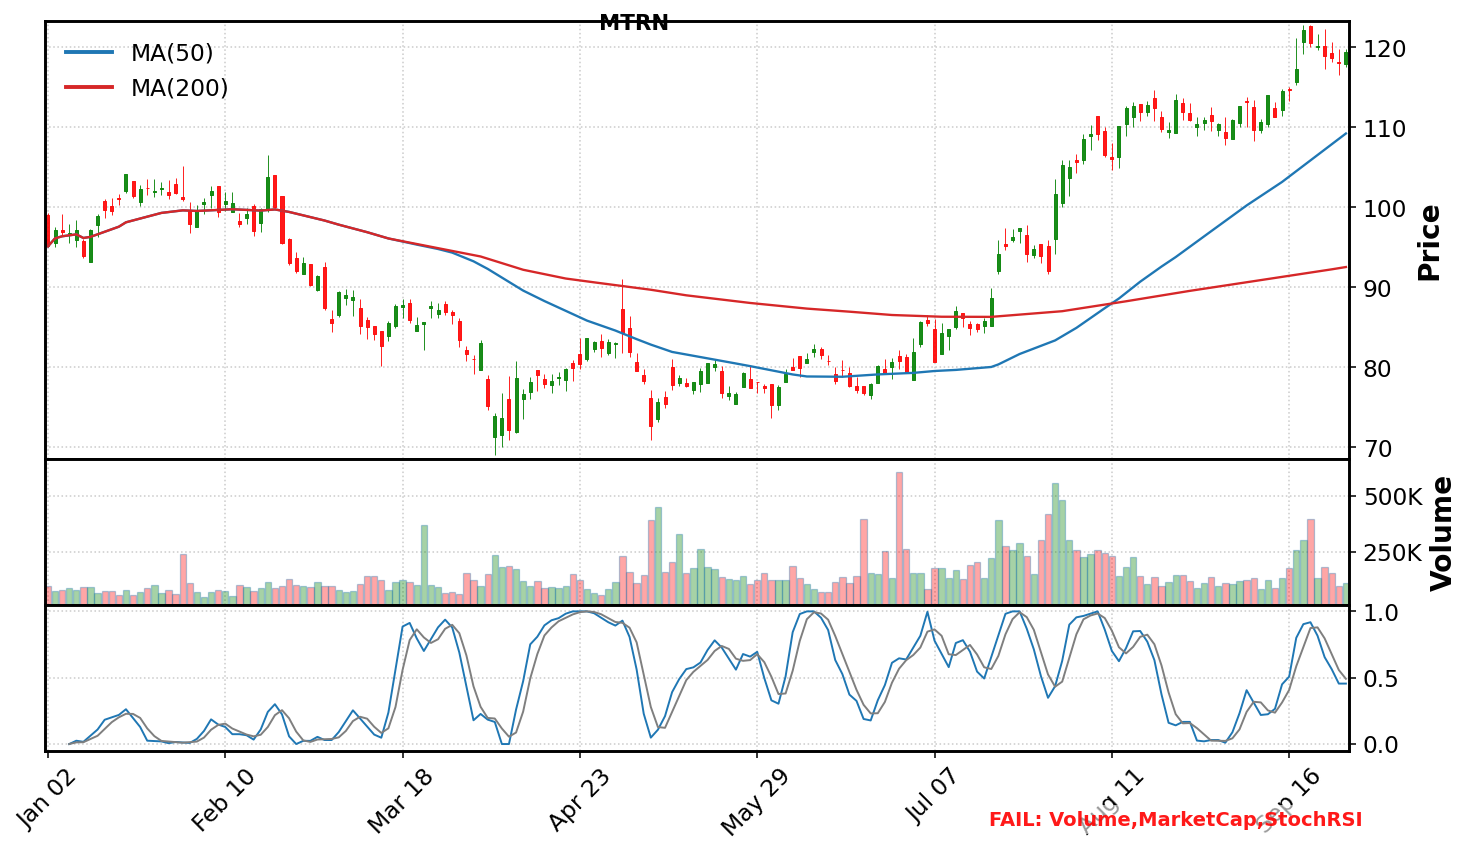 MTRN
MA(50)
MA(200)
120
110
100
90
80
70
Price
500K
250K
Volume
1.0
0.5
0.0
Jan 02
Feb 10
Mar 18
Apr 23
May 29
Jul 07
Aug 11
Sep 16
FAIL: Volume,MarketCap,StochRSI